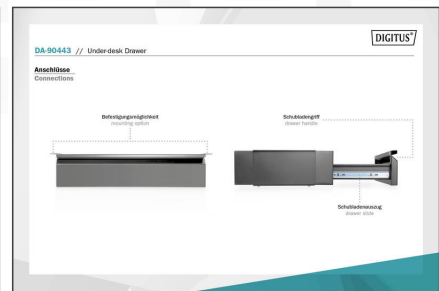 DIGITUS®
DA-90443 // Under-desk Drawer
Anschlüsse
Connections
Befestigungsmöglichkeit
mounting option
Schubladengriff
drawer handle
Schubladenauszug
drawer slide